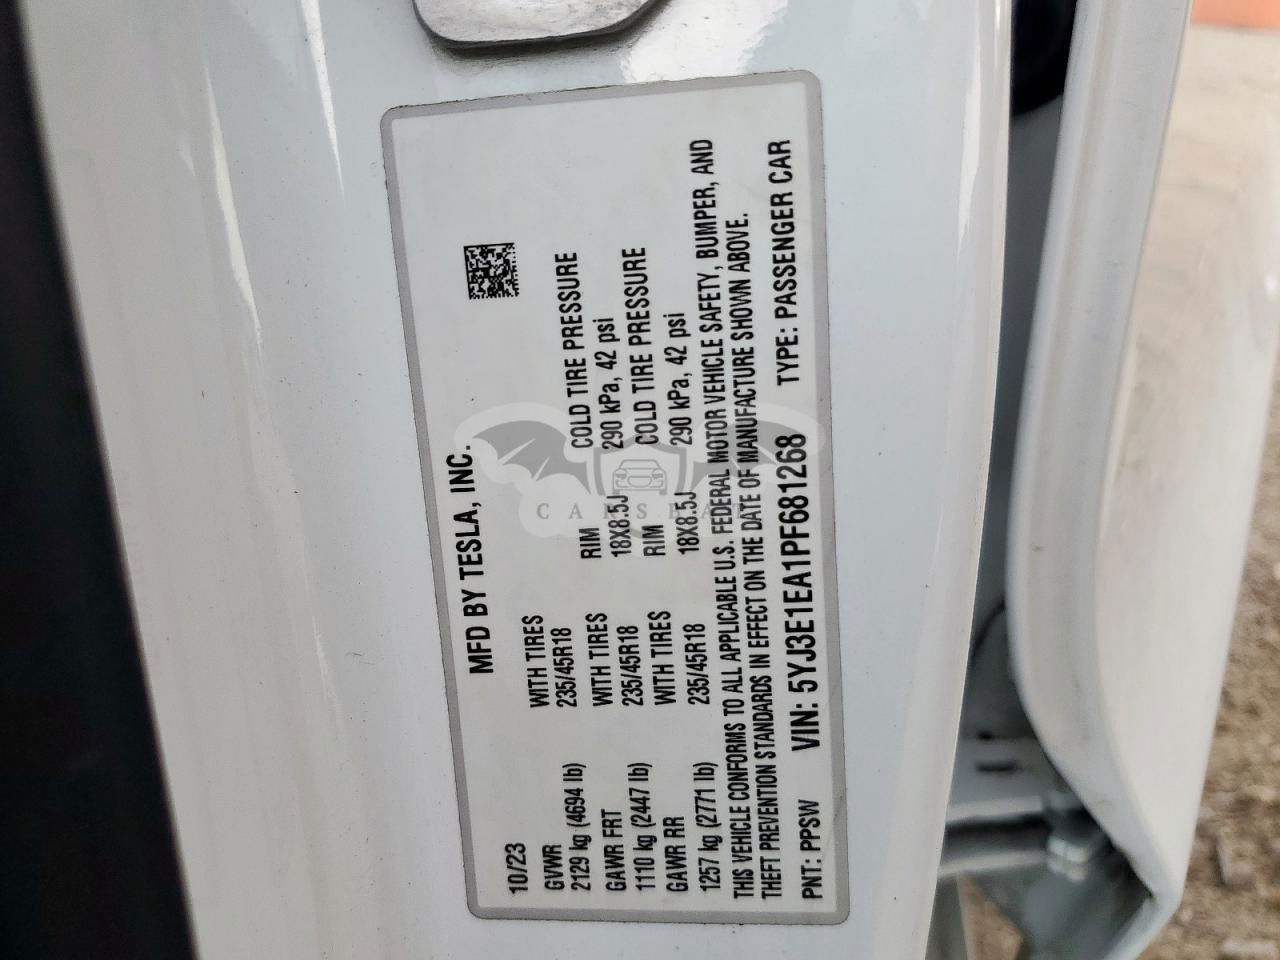 MFD BY TESLA, INC.
10/23
GVWR WITH TIRES RIM COLD TIRE PRESSURE
2129 kg (4694 lb) 235/45R18 18X8.5J 290 kPa, 42 psi
GAWR FRT WITH TIRES RIM COLD TIRE PRESSURE
1110 kg (2447 lb) 235/45R18 18X8.5J 290 kPa, 42 psi
GAWR RR WITH TIRES
1257 kg (2771 lb) 235/45R18
THIS VEHICLE CONFORMS TO ALL APPLICABLE U.S. FEDERAL MOTOR VEHICLE SAFETY, BUMPER, AND
THEFT PREVENTION STANDARDS IN EFFECT ON THE DATE OF MANUFACTURE SHOWN ABOVE.
PNT: PPSW VIN: 5YJ3E1EA1PF681268 TYPE: PASSENGER CAR
CARSBAT